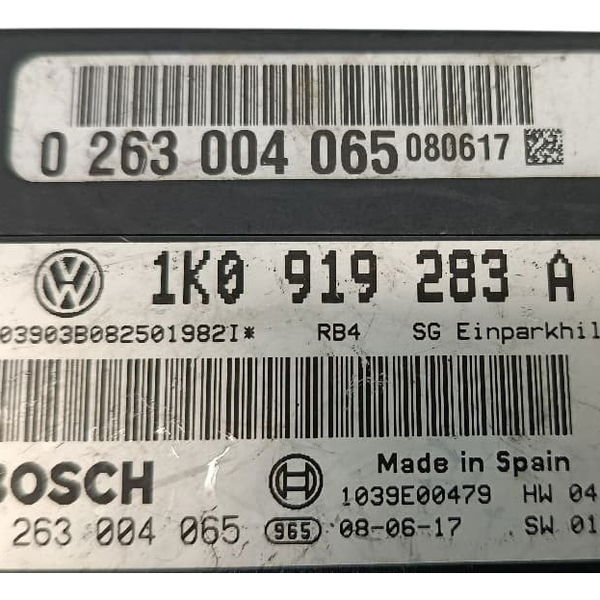 0 263 004 065 080617
1K0 919 283 A
03903B082501982I* RB4 SG Einparkhil
BOSCH Made in Spain
1039E00479 HW 04
263 004 065 965 08-06-17 SW 01